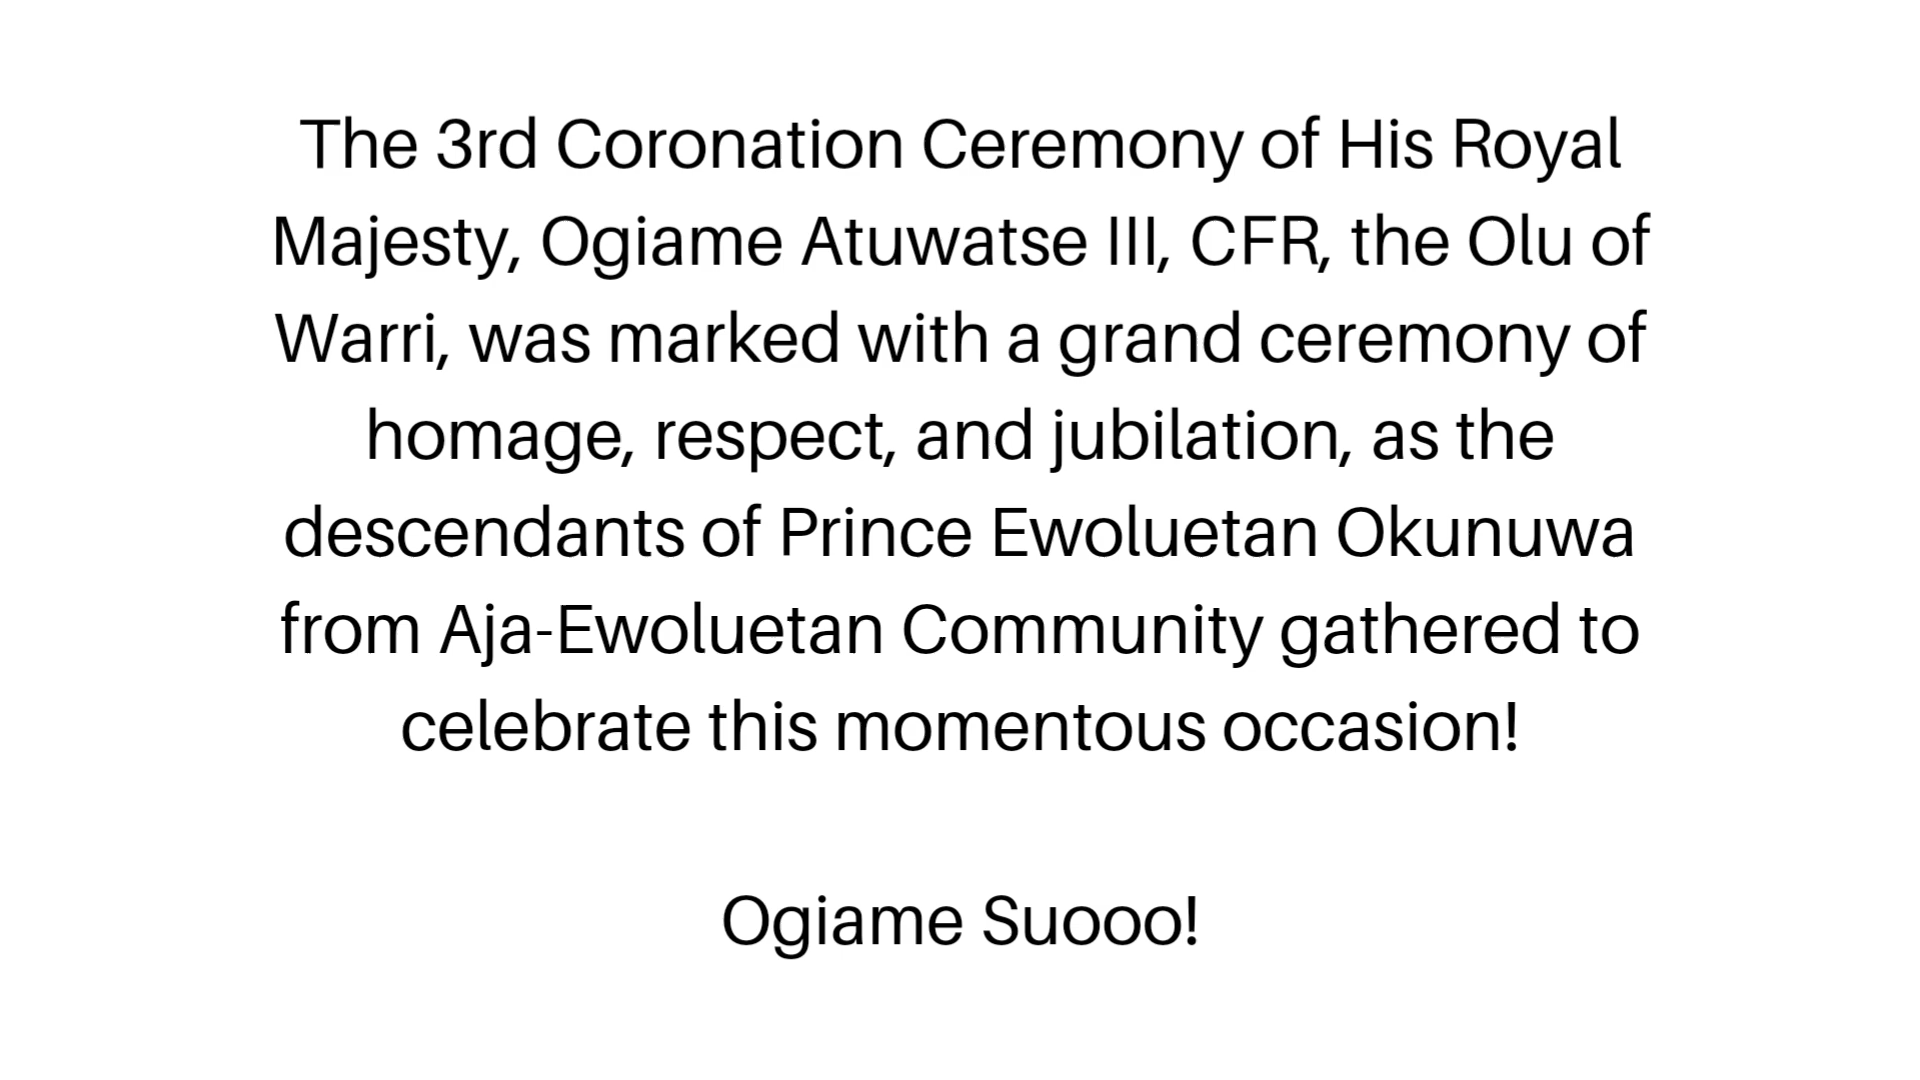 The 3rd Coronation Ceremony of His Royal
Majesty, Ogiame Atuwatse III, CFR, the Olu of
Warri, was marked with a grand ceremony of
homage, respect, and jubilation, as the
descendants of Prince Ewoluetan Okunuwa
from Aja-Ewoluetan Community gathered to
celebrate this momentous occasion!
Ogiame Suooo!